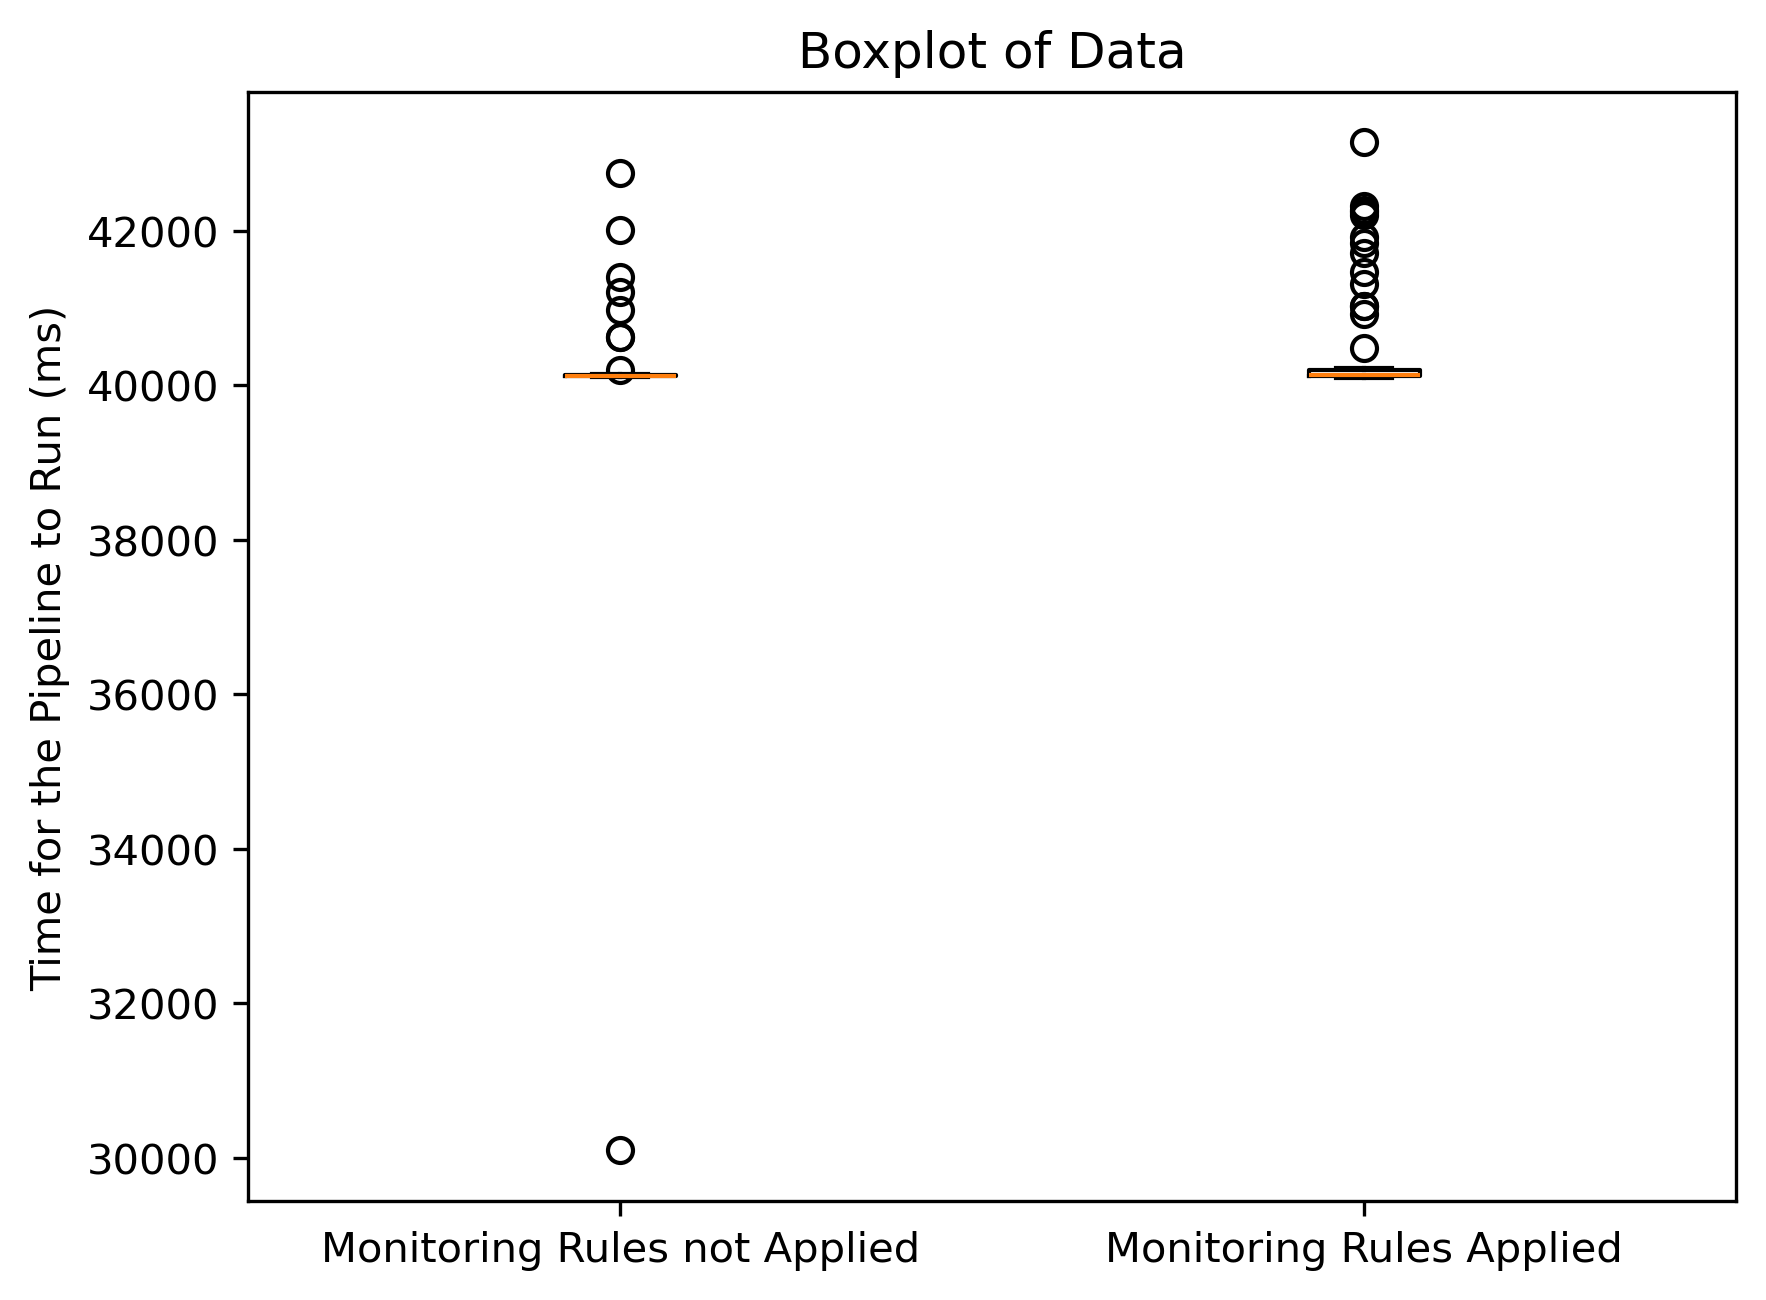 Boxplot of Data
Time for the Pipeline to Run (ms)
42000
40000
38000
36000
34000
32000
30000
Monitoring Rules not Applied
Monitoring Rules Applied